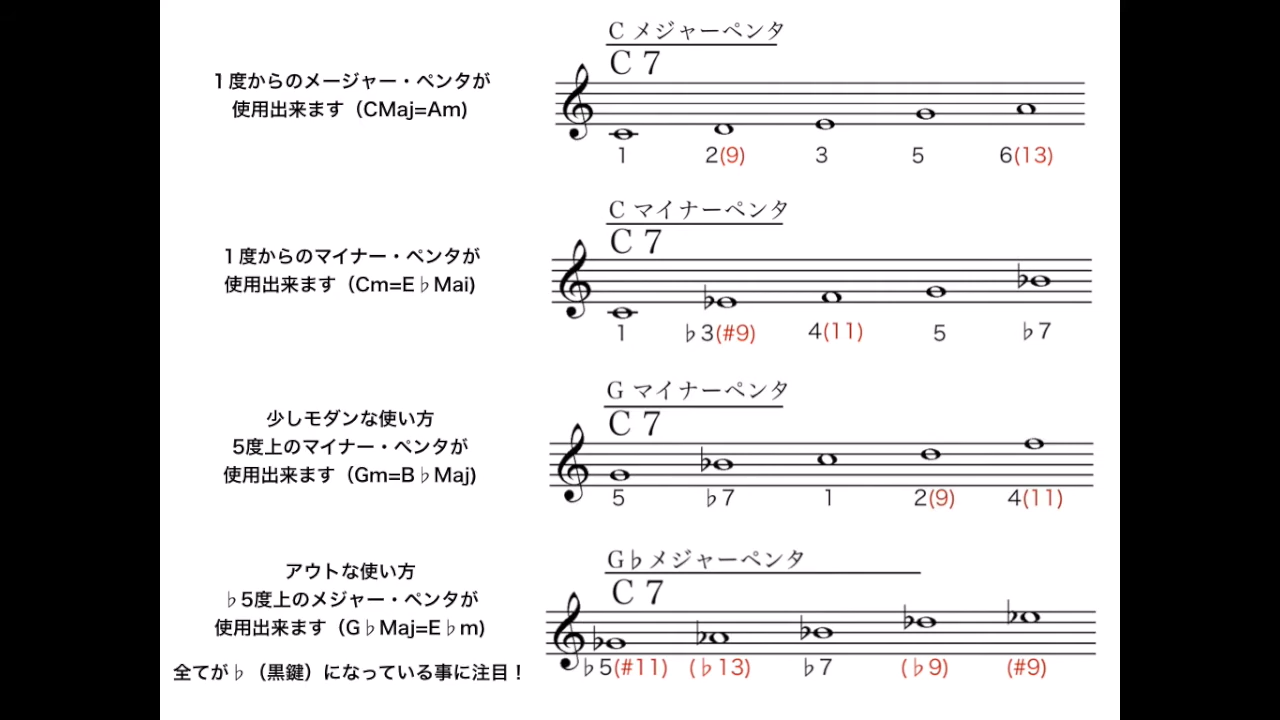 C メジャーペンタ
C 7
１度からのメージャー・ペンタが
使用出来ます（CMaj=Am)
1 2(9) 3 5 6(13)
C マイナーペンタ
C 7
１度からのマイナー・ペンタが
使用出来ます（Cm=E♭Mai)
1 ♭3(#9) 4(11) 5 ♭7
G マイナーペンタ
C 7
少しモダンな使い方
5度上のマイナー・ペンタが
使用出来ます（Gm=B♭Maj)
5 ♭7 1 2(9) 4(11)
G♭メジャーペンタ
C 7
アウトな使い方
♭5度上のメジャー・ペンタが
使用出来ます（G♭Maj=E♭m)
♭5(#11) (♭13) ♭7 (♭9) (#9)
全てが♭（黒鍵）になっている事に注目！